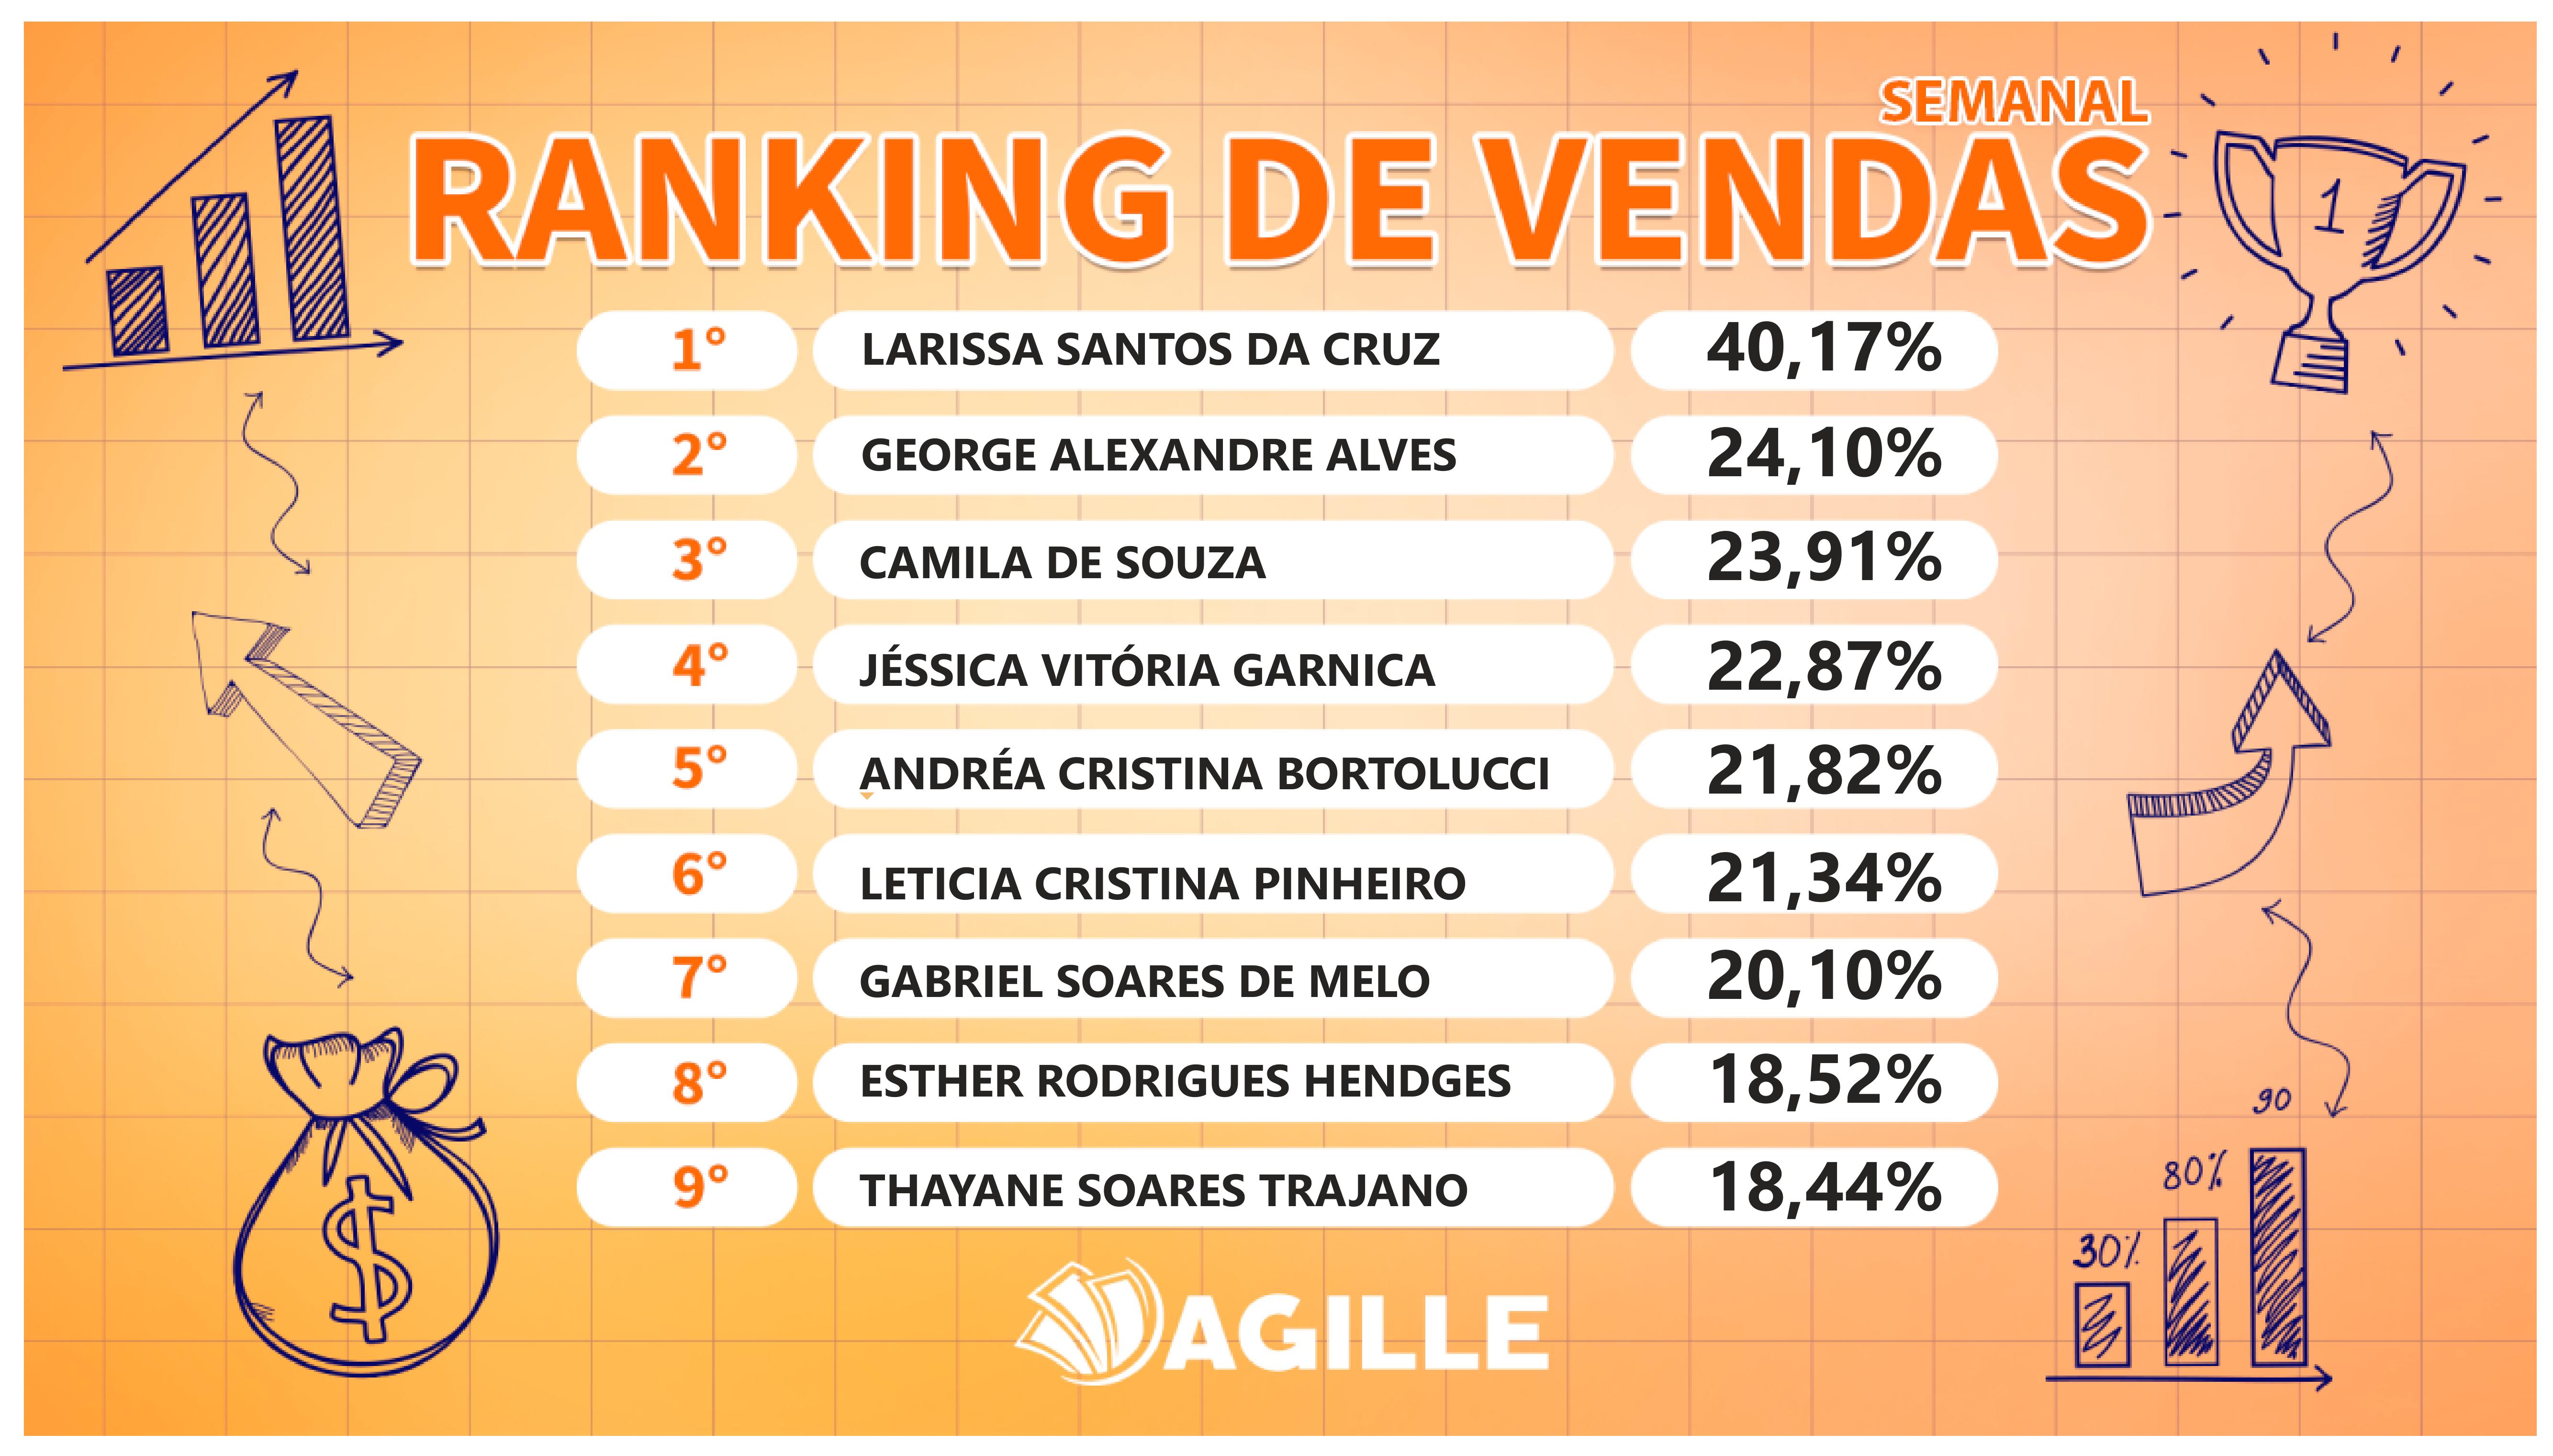 SEMANAL
RANKING DE VENDAS
1
1° LARISSA SANTOS DA CRUZ 40,17%
2° GEORGE ALEXANDRE ALVES 24,10%
3° CAMILA DE SOUZA 23,91%
4° JÉSSICA VITÓRIA GARNICA 22,87%
5° ANDRÉA CRISTINA BORTOLUCCI 21,82%
6° LETICIA CRISTINA PINHEIRO 21,34%
7° GABRIEL SOARES DE MELO 20,10%
8° ESTHER RODRIGUES HENDGES 18,52%
9° THAYANE SOARES TRAJANO 18,44%
$
90
80%
30%
AGILLE